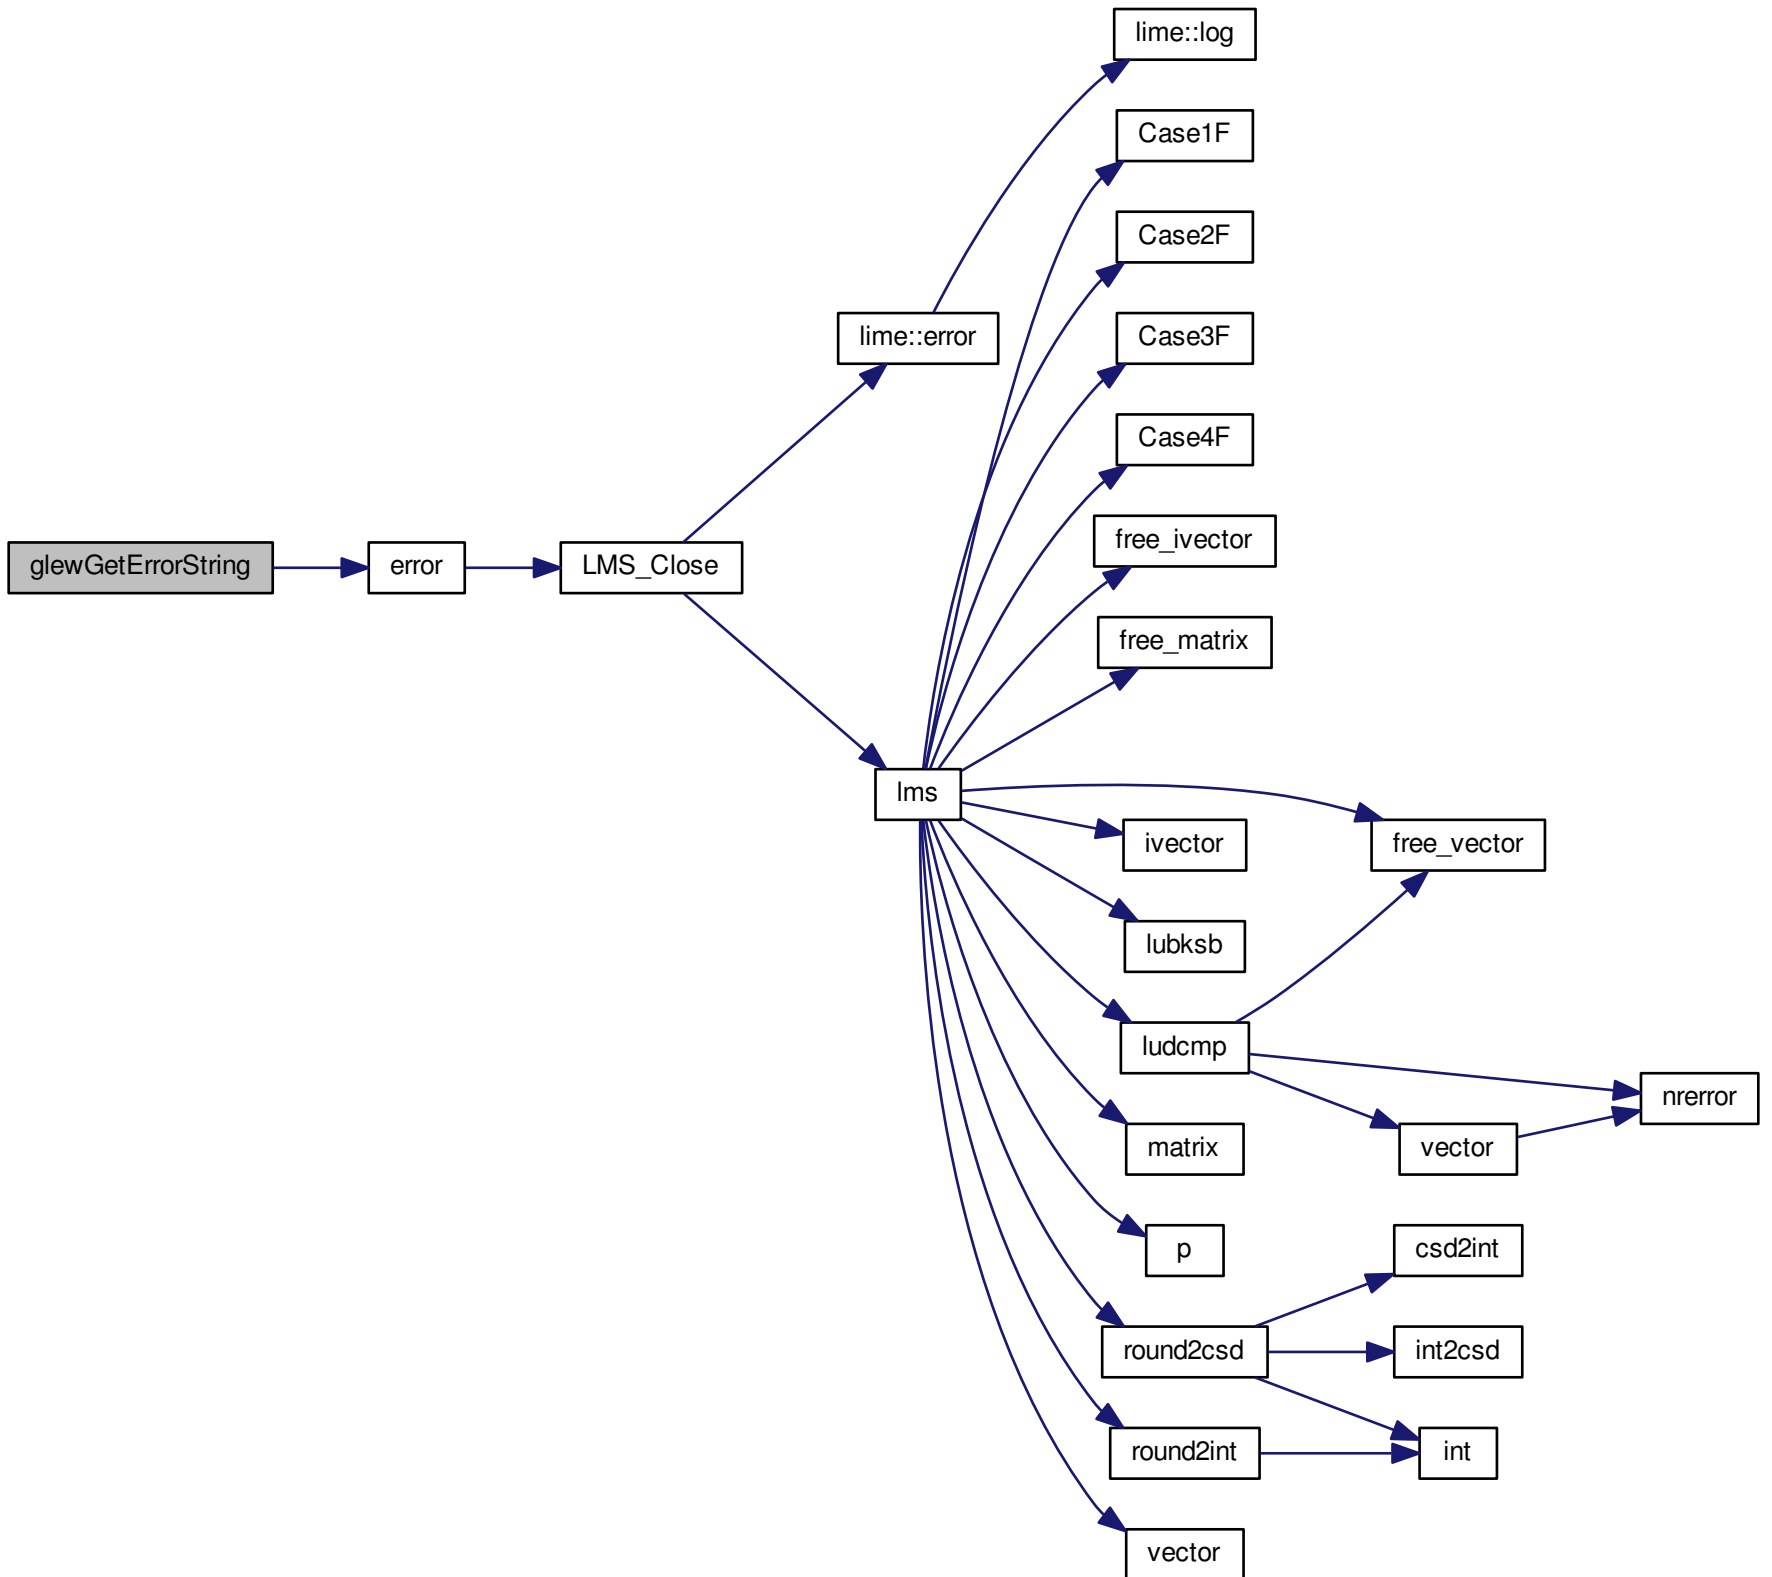 lime::log
Case1F
Case2F
lime::error
Case3F
Case4F
free_ivector
glewGetErrorString
error
LMS_Close
free_matrix
lms
ivector
free_vector
lubksb
ludcmp
nrerror
matrix
vector
p
csd2int
round2csd
int2csd
round2int
int
vector